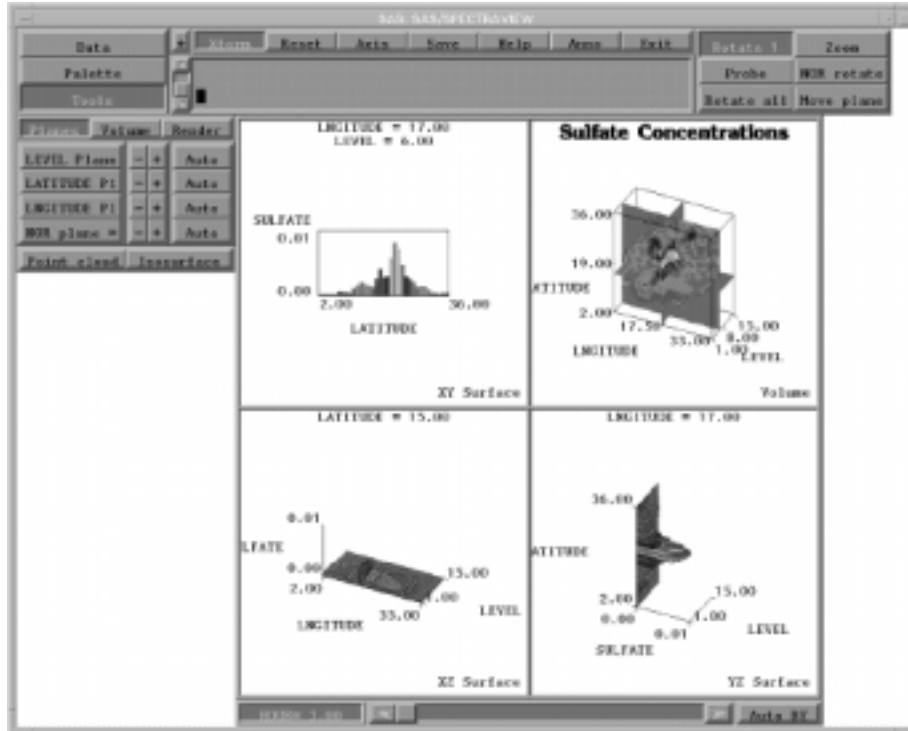 SAS: SAS/SPECTRAVIEW
Data
Palette
Tools
+
Xform Reset Axis Save Help Anno Exit
Rotate 1 Zoom
Probe NOR rotate
Rotate all Move plane
Planes Volume Render
LEVEL Plane - + Auto
LATITUDE Pl - + Auto
LNGITUDE Pl - + Auto
NOR plane = - + Auto
Point cloud Isosurface
LNGITUDE = 17.00
LEVEL = 6.00
SULFATE
0.01
0.00
2.00 36.00
LATITUDE
XY Surface
Sulfate Concentrations
36.00
19.00
ATITUDE
2.00
17.50
33.00
LNGITUDE
15.00
8.00
1.00
LEVEL
Volume
LATITUDE = 15.00
0.01
LFATE
0.00
2.00
LNGITUDE
33.00
15.00
1.00
LEVEL
XZ Surface
LNGITUDE = 17.00
36.00
ATITUDE
2.00
0.00
0.01
SULFATE
15.00
1.00
LEVEL
YZ Surface
Auto BY